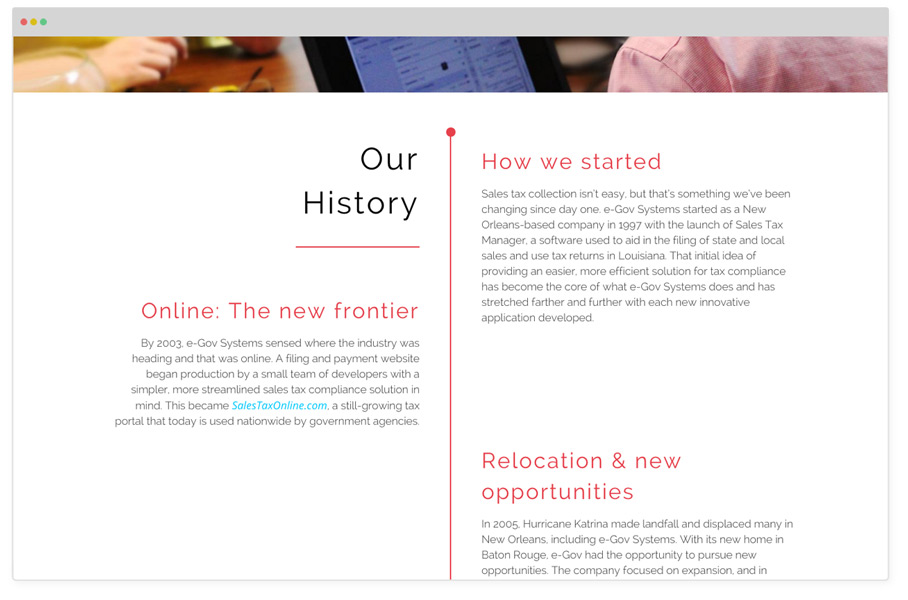 Our
History
How we started
Sales tax collection isn't easy, but that's something we've been
changing since day one. e-Gov Systems started as a New
Orleans-based company in 1997 with the launch of Sales Tax
Manager, a software used to aid in the filing of state and local
sales and use tax returns in Louisiana. That initial idea of
providing an easier, more efficient solution for tax compliance
has become the core of what e-Gov Systems does and has
stretched farther and further with each new innovative
application developed.
Online: The new frontier
By 2003, e-Gov Systems sensed where the industry was
heading and that was online. A filing and payment website
began production by a small team of developers with a
simpler, more streamlined sales tax compliance solution in
mind. This became SalesTaxOnline.com, a still-growing tax
portal that today is used nationwide by government agencies.
Relocation & new
opportunities
In 2005, Hurricane Katrina made landfall and displaced many in
New Orleans, including e-Gov Systems. With its new home in
Baton Rouge, e-Gov had the opportunity to pursue new
opportunities. The company focused on expansion, and in